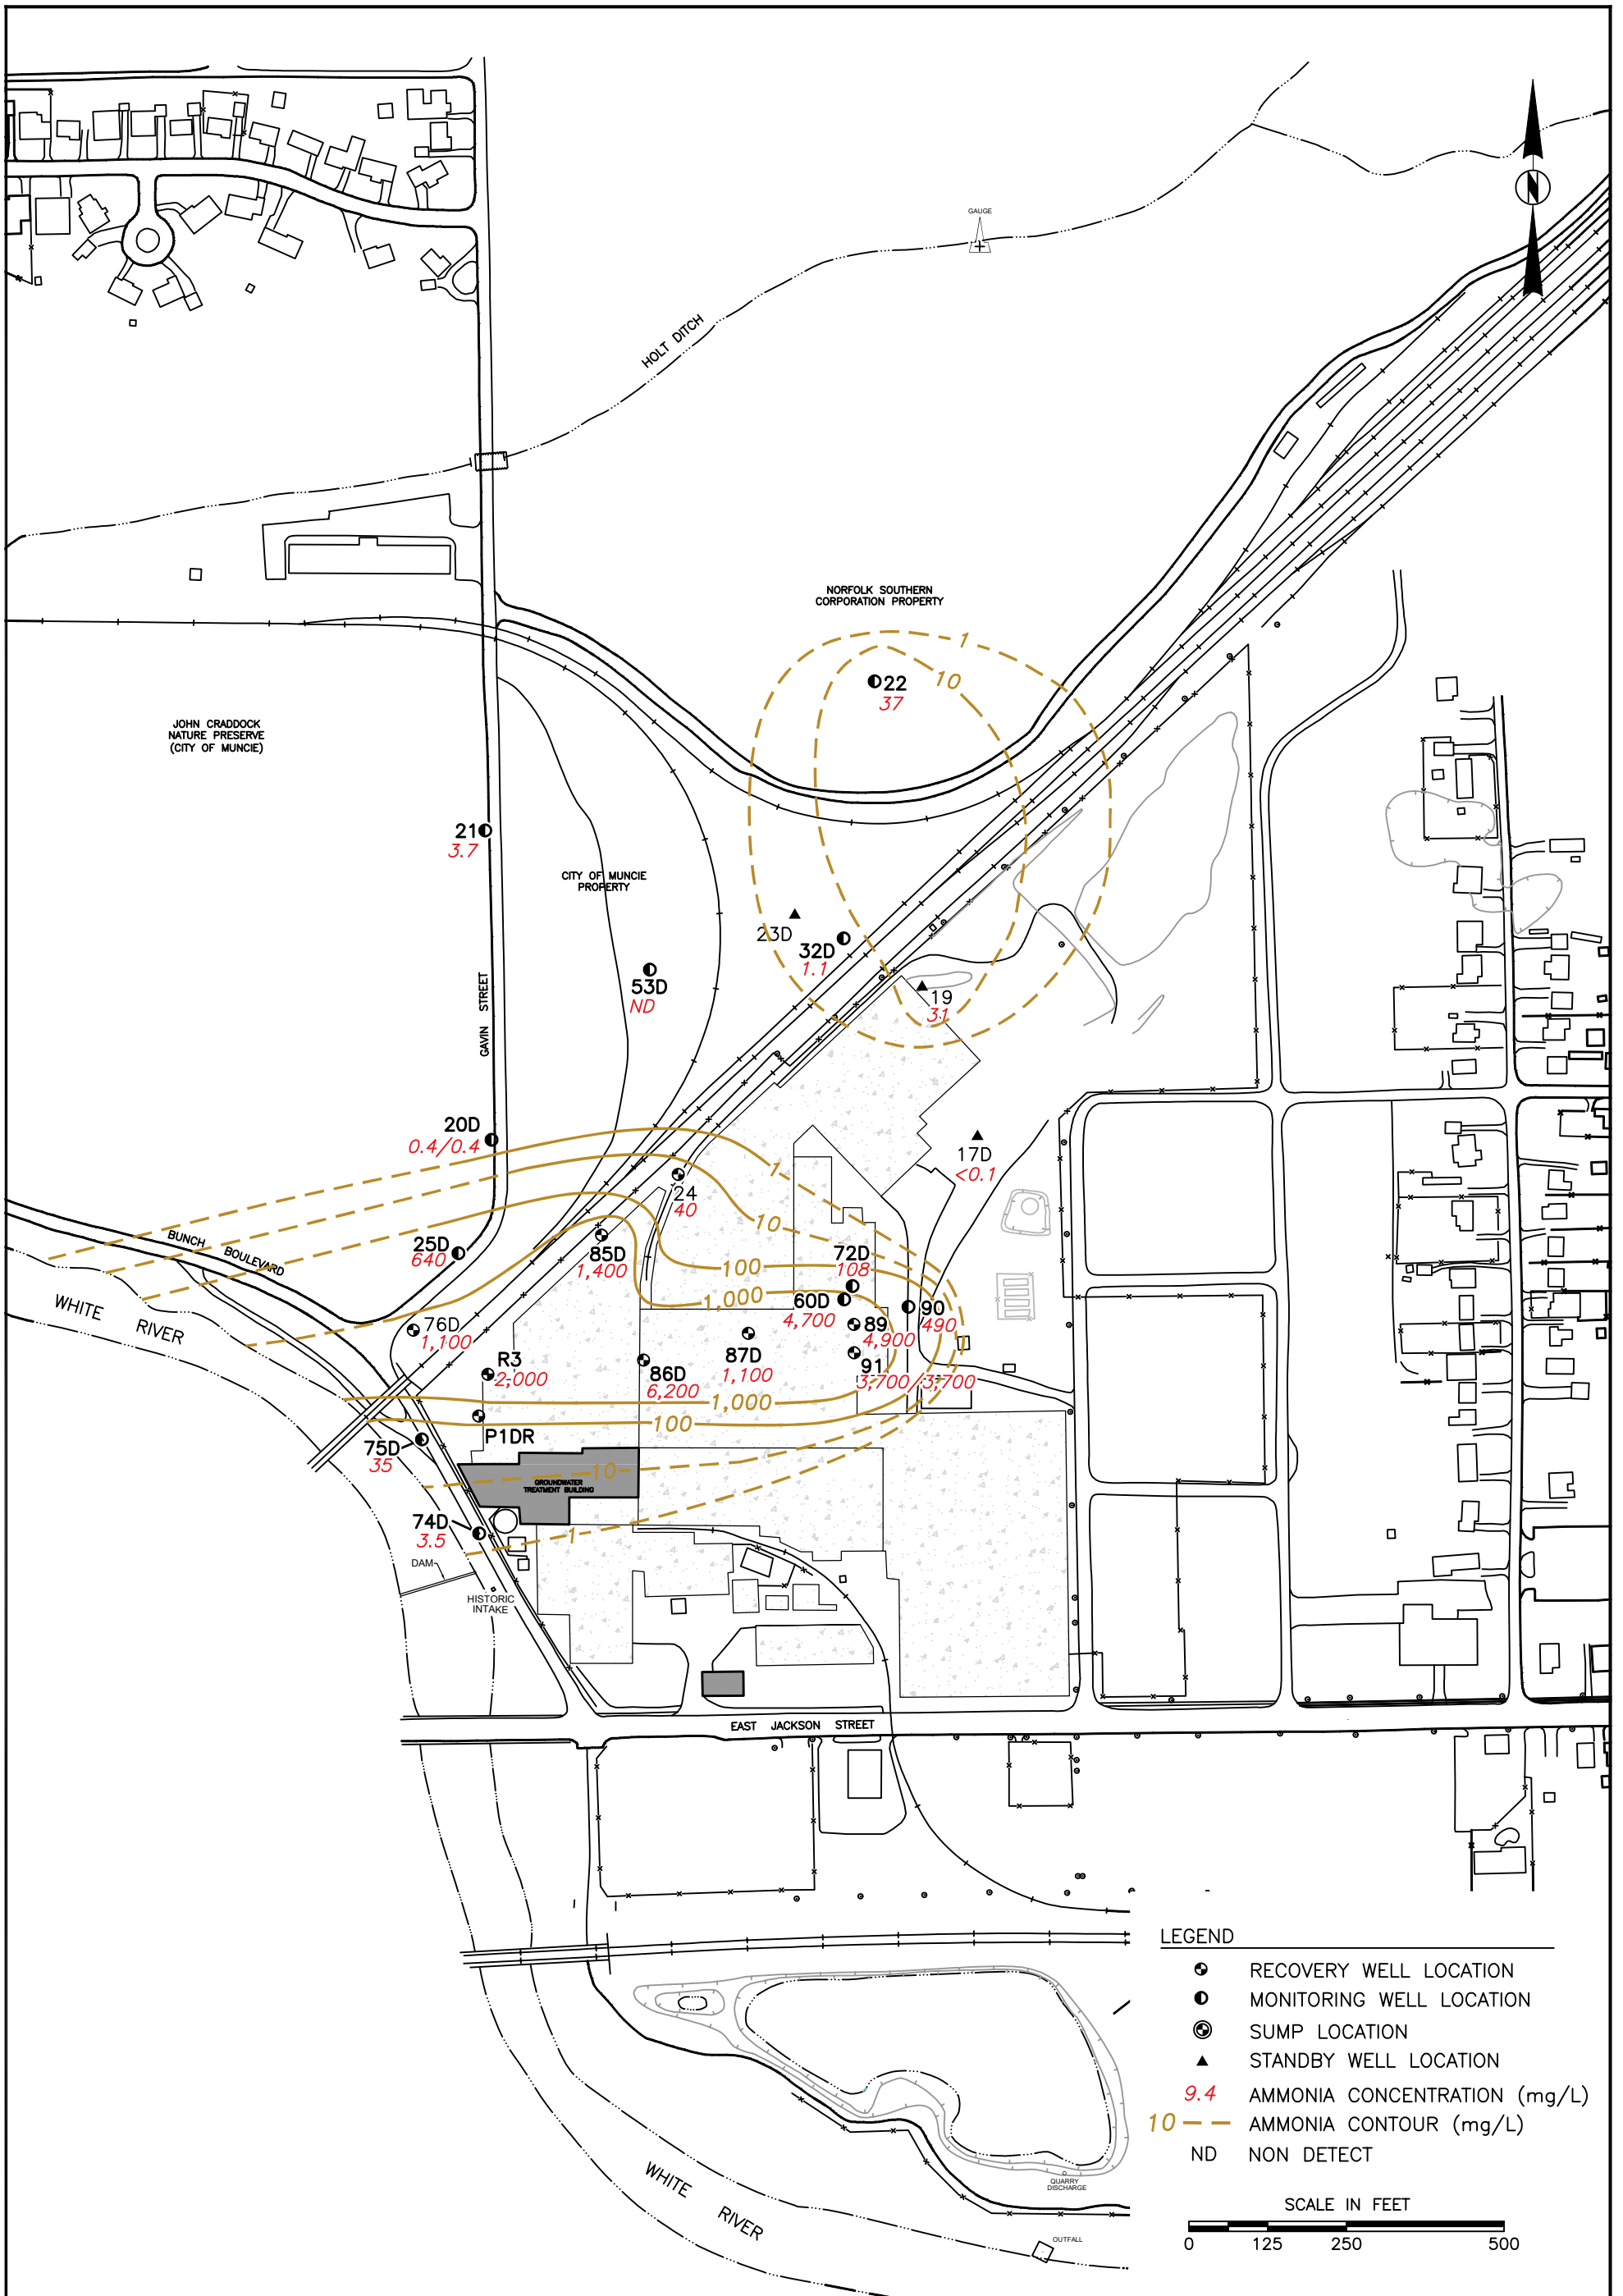 GAUGE
HOLT DITCH
NORFOLK SOUTHERN
CORPORATION PROPERTY
1
10
22
37
JOHN CRADDOCK
NATURE PRESERVE
(CITY OF MUNCIE)
21
3.7
CITY OF MUNCIE
PROPERTY
23D
32D
1.1
53D
ND
19
31
GAVIN STREET
20D
0.4/0.4
17D
<0.1
1
24
40
10
BUNCH BOULEVARD
25D
640
85D
1,400
72D
108
100
1,000
60D
4,700
90
490
89
4,900
WHITE RIVER
76D
1,100
R3
2,000
86D
6,200
87D
1,100
91
3,700/3,700
1,000
100
P1DR
75D
35
10
GROUNDWATER
TREATMENT BUILDING
74D
3.5
1
DAM
HISTORIC
INTAKE
EAST JACKSON STREET
LEGEND
RECOVERY WELL LOCATION
MONITORING WELL LOCATION
SUMP LOCATION
STANDBY WELL LOCATION
9.4 AMMONIA CONCENTRATION (mg/L)
10 AMMONIA CONTOUR (mg/L)
ND NON DETECT
QUARRY
DISCHARGE
WHITE RIVER
OUTFALL
SCALE IN FEET
0 125 250 500
N